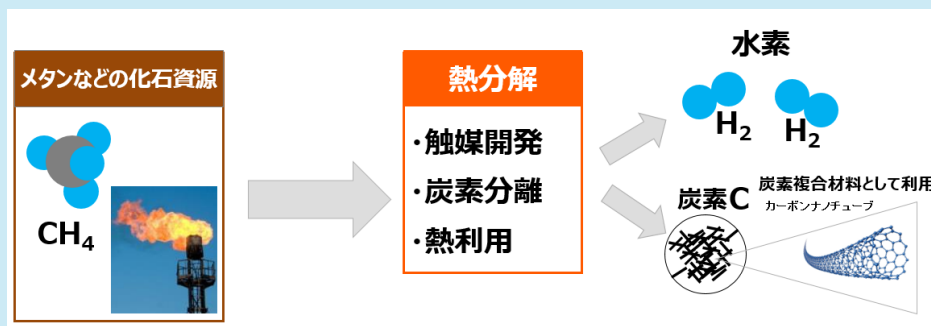 メタンなどの化石資源
CH4
熱分解
・触媒開発
・炭素分離
・熱利用
水素
H2
H2
炭素C
炭素複合材料として利用
カーボンナノチューブ